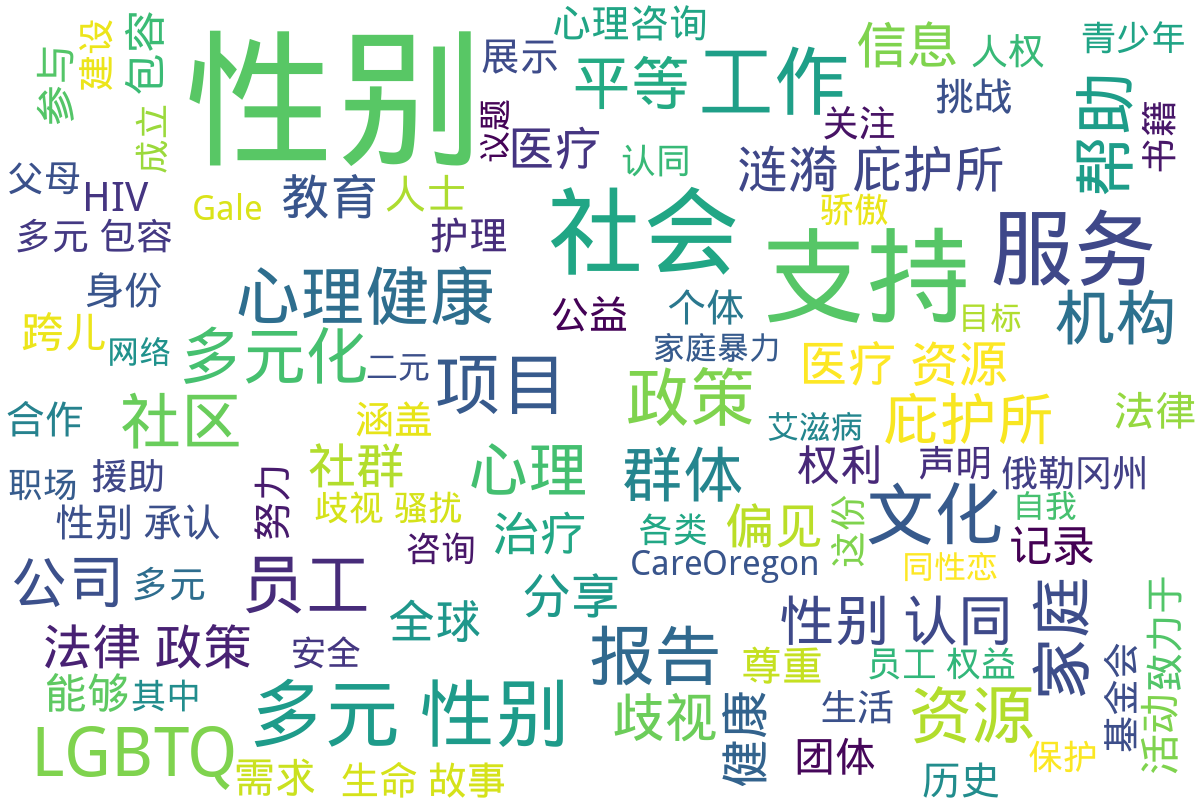 心理咨询
参与
建设
包容
性别
展示
平等
工作
信息
人权
青少年
成立
议题
医疗
关注
挑战
帮助
书籍
认同
涟漪 庇护所
父母
HIV
Gale
教育
人士
骄傲
多元 包容
护理
社会
支持
服务
身份
心理健康
公益
个体
目标
机构
跨儿
网络
多元化
二元
项目
家庭暴力
医疗 资源
政策
合作
社区
涵盖
艾滋病
庇护所
法律
职场
援助
社群
心理
群体
权利
声明
俄勒冈州
努力
歧视 骚扰
性别 承认
治疗
各类
偏见
这份
文化
自我
咨询
记录
公司
多元
员工
CareOregon
同性恋
分享
全球
性别 认同
家庭
活动致力于
法律 政策
安全
报告
尊重
员工 权益
基金会
能够
其中
多元 性别
歧视
健康
生活
资源
LGBTQ
需求
生命 故事
团体
历史
保护